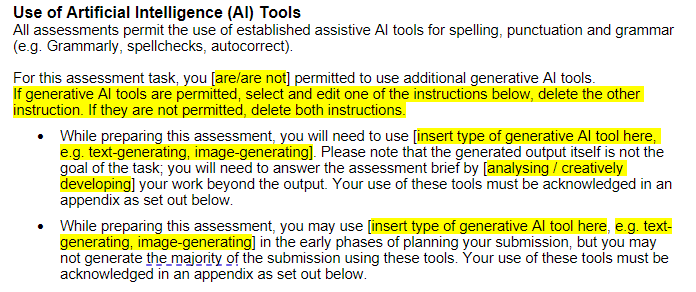 Use of Artificial Intelligence (AI) Tools
All assessments permit the use of established assistive AI tools for spelling, punctuation and grammar
(e.g. Grammarly, spellchecks, autocorrect).
For this assessment task, you [are/are not] permitted to use additional generative AI tools.
If generative AI tools are permitted, select and edit one of the instructions below, delete the other
instruction. If they are not permitted, delete both instructions.
• While preparing this assessment, you will need to use [insert type of generative AI tool here,
e.g. text-generating, image-generating]. Please note that the generated output itself is not the
goal of the task; you will need to answer the assessment brief by [analysing / creatively
developing] your work beyond the output. Your use of these tools must be acknowledged in an
appendix as set out below.
• While preparing this assessment, you may use [insert type of generative AI tool here, e.g. text-
generating, image-generating] in the early phases of planning your submission, but you may
not generate the majority of the submission using these tools. Your use of these tools must be
acknowledged in an appendix as set out below.